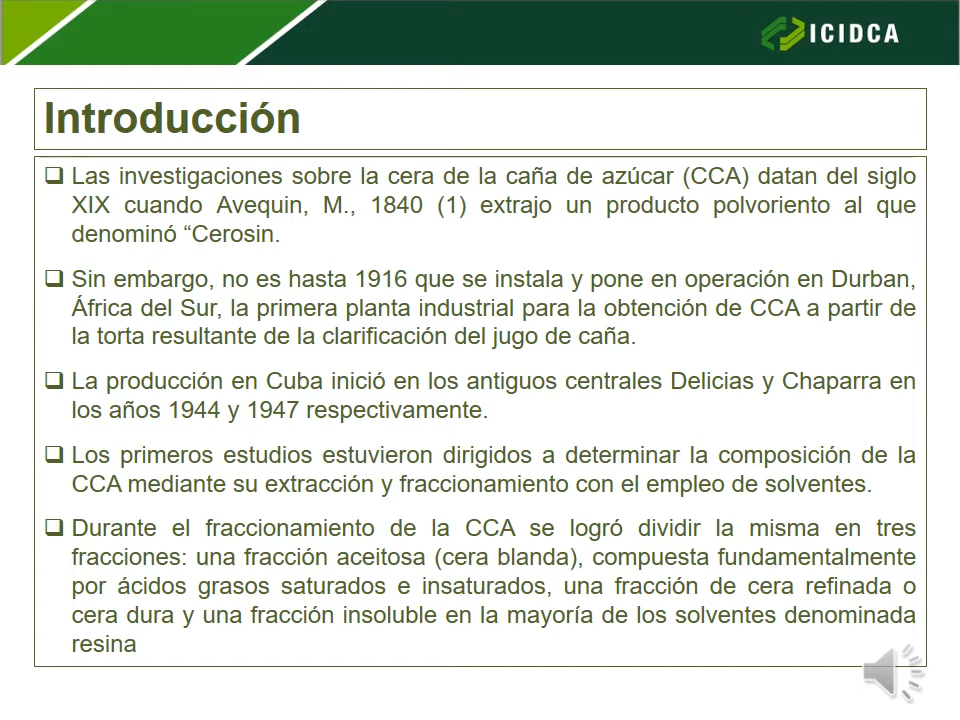 ICIDCA
Introducción
❑ Las investigaciones sobre la cera de la caña de azúcar (CCA) datan del siglo
XIX cuando Avequin, M., 1840 (1) extrajo un producto polvoriento al que
denominó “Cerosin.
❑ Sin embargo, no es hasta 1916 que se instala y pone en operación en Durban,
África del Sur, la primera planta industrial para la obtención de CCA a partir de
la torta resultante de la clarificación del jugo de caña.
❑ La producción en Cuba inició en los antiguos centrales Delicias y Chaparra en
los años 1944 y 1947 respectivamente.
❑ Los primeros estudios estuvieron dirigidos a determinar la composición de la
CCA mediante su extracción y fraccionamiento con el empleo de solventes.
❑ Durante el fraccionamiento de la CCA se logró dividir la misma en tres
fracciones: una fracción aceitosa (cera blanda), compuesta fundamentalmente
por ácidos grasos saturados e insaturados, una fracción de cera refinada o
cera dura y una fracción insoluble en la mayoría de los solventes denominada
resina